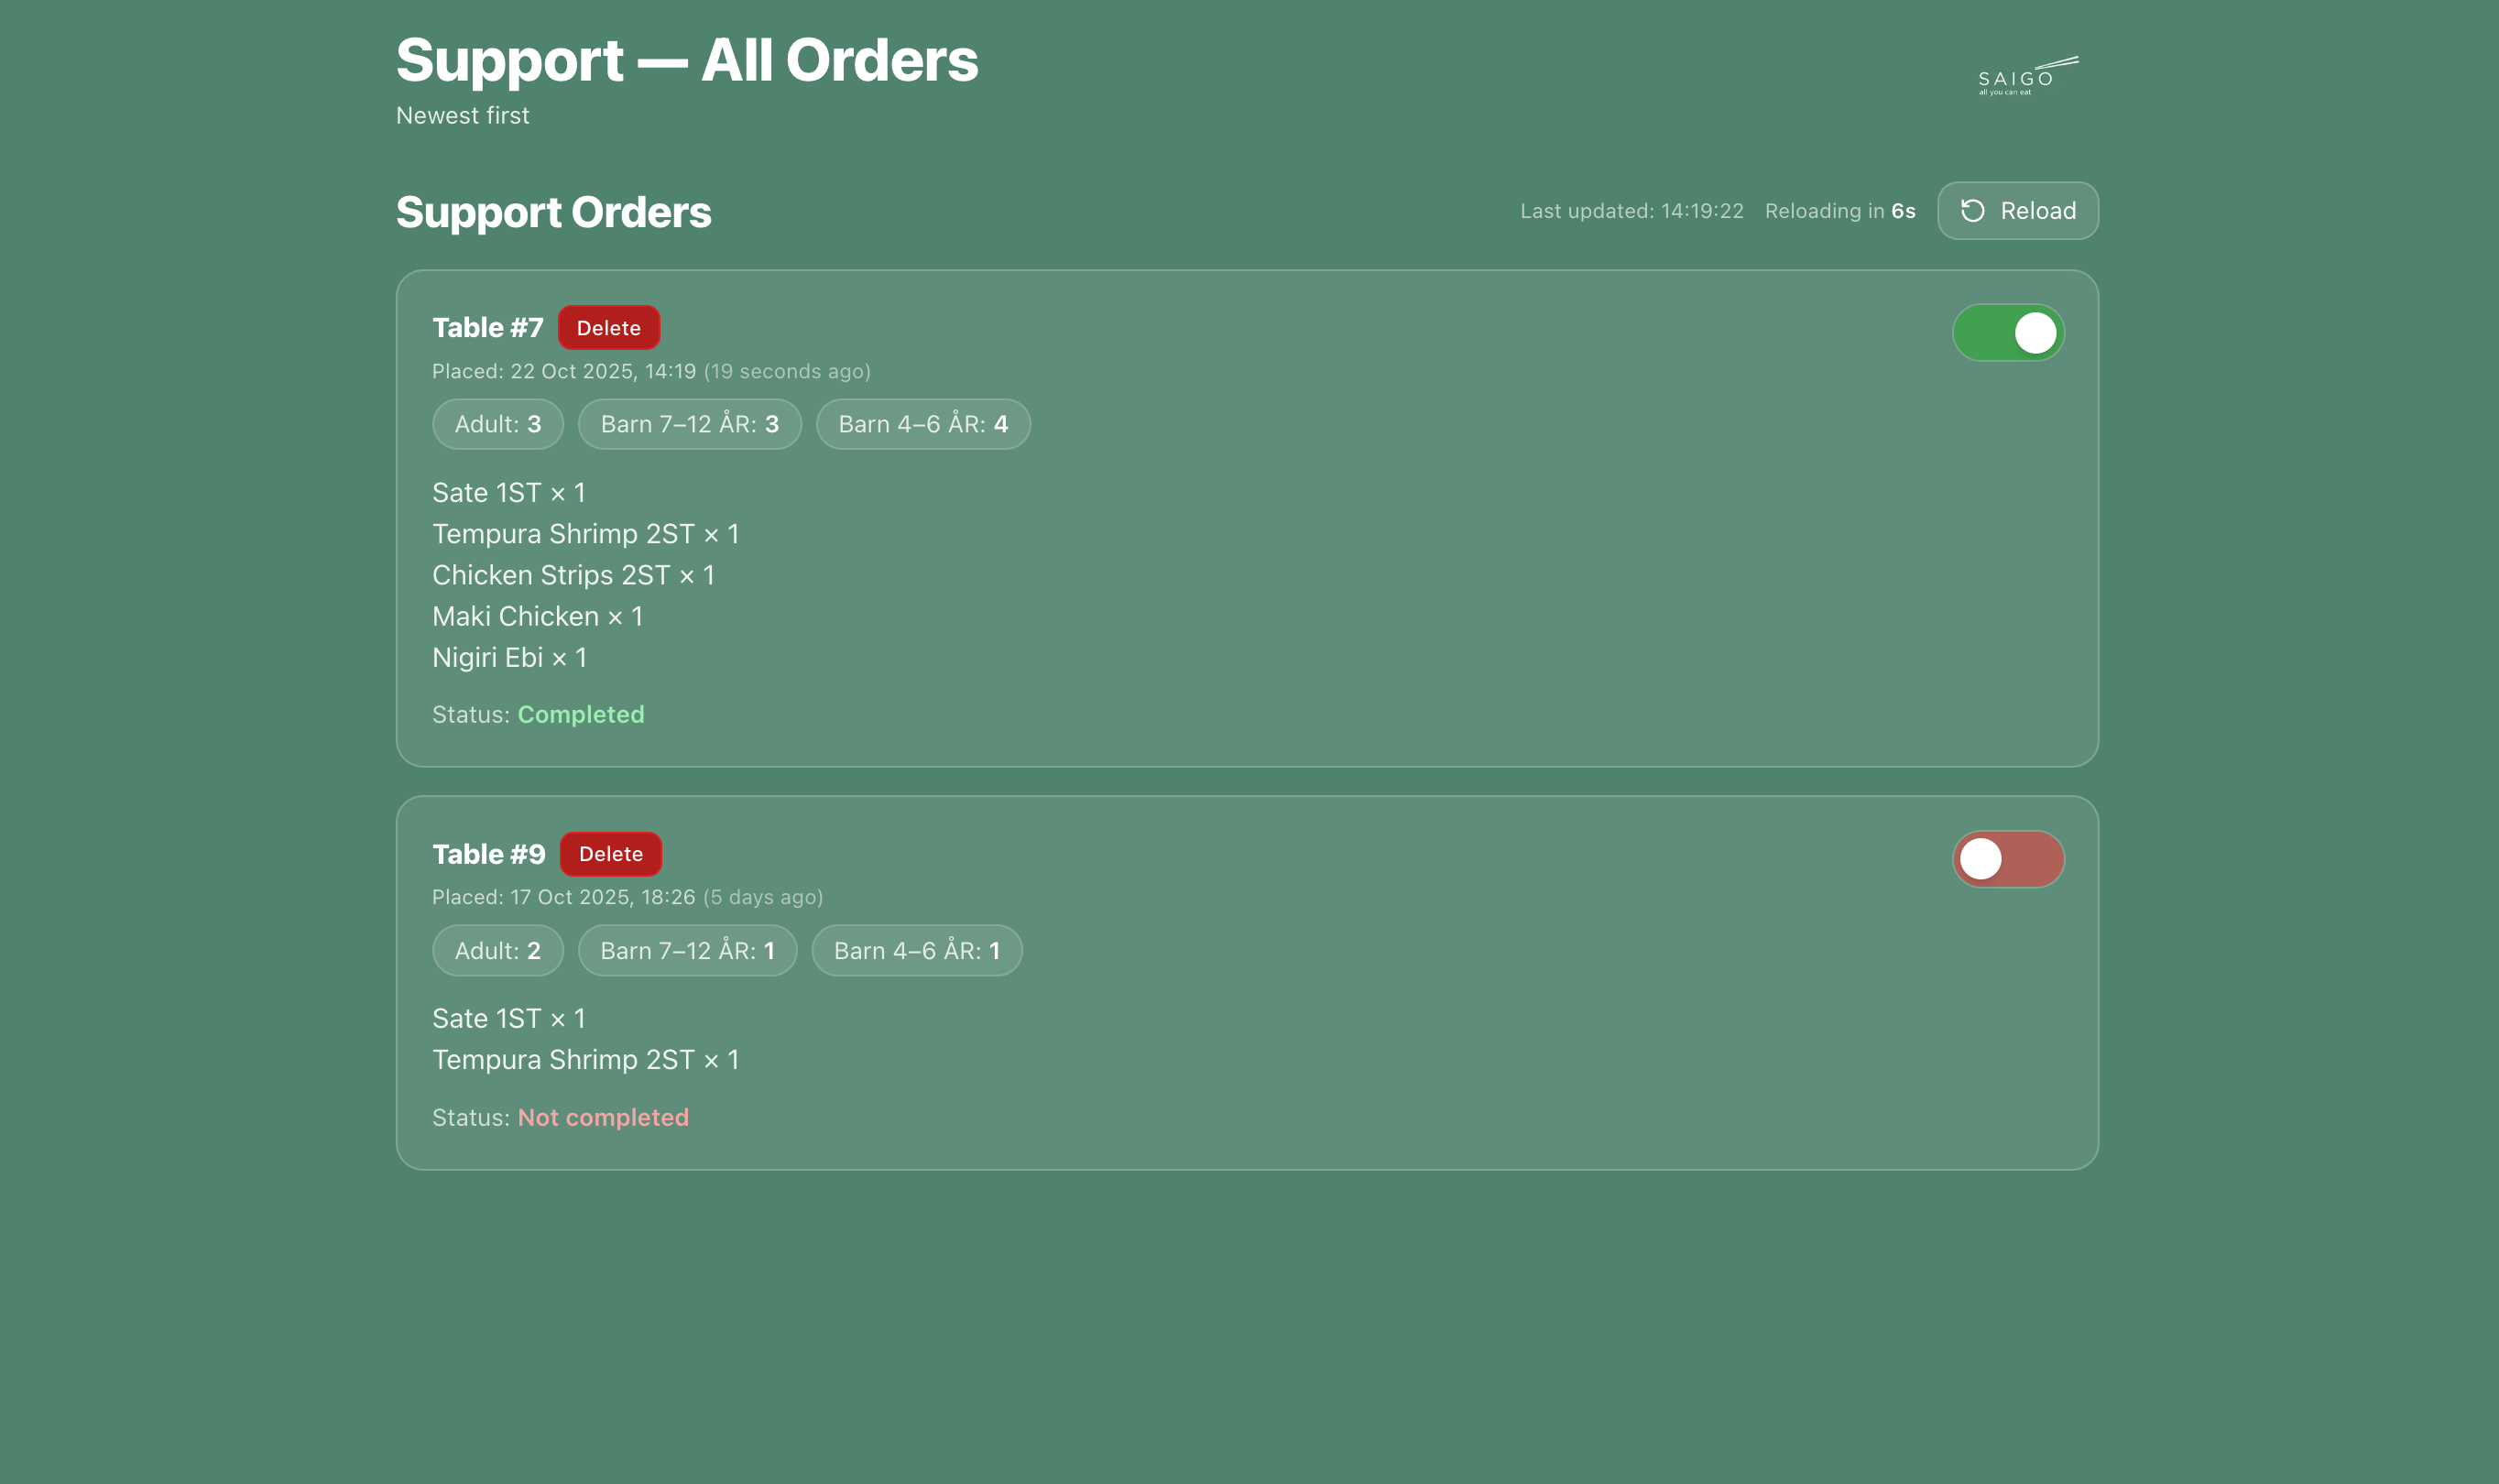 Support — All Orders
Newest first
SAIGO
all you can eat
Support Orders
Last updated: 14:19:22 Reloading in 6s Reload
Table #7 Delete
Placed: 22 Oct 2025, 14:19 (19 seconds ago)
Adult: 3 Barn 7–12 ÅR: 3 Barn 4–6 ÅR: 4
Sate 1ST × 1
Tempura Shrimp 2ST × 1
Chicken Strips 2ST × 1
Maki Chicken × 1
Nigiri Ebi × 1
Status: Completed
Table #9 Delete
Placed: 17 Oct 2025, 18:26 (5 days ago)
Adult: 2 Barn 7–12 ÅR: 1 Barn 4–6 ÅR: 1
Sate 1ST × 1
Tempura Shrimp 2ST × 1
Status: Not completed